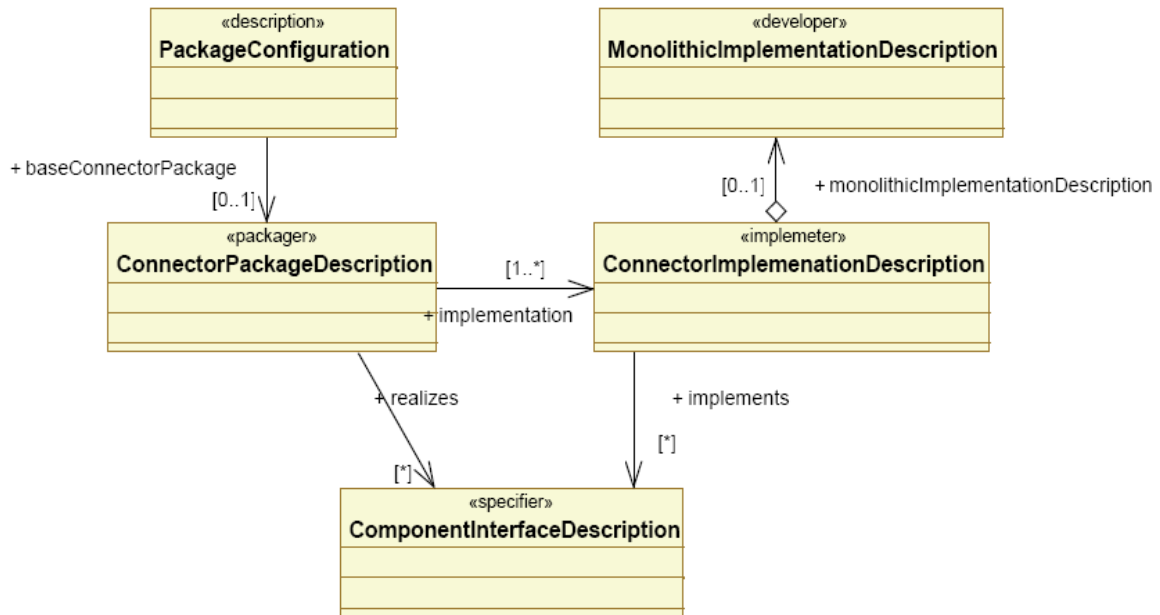 «description»
PackageConfiguration
«developer»
MonolithicImplementationDescription
+ baseConnectorPackage
[0..1]
[0..1]
+ monolithicImplementationDescription
«packager»
ConnectorPackageDescription
«implemeter»
ConnectorImplemenationDescription
[1..*]
+ implementation
+ realizes
+ implements
[*]
[*]
«specifier»
ComponentInterfaceDescription